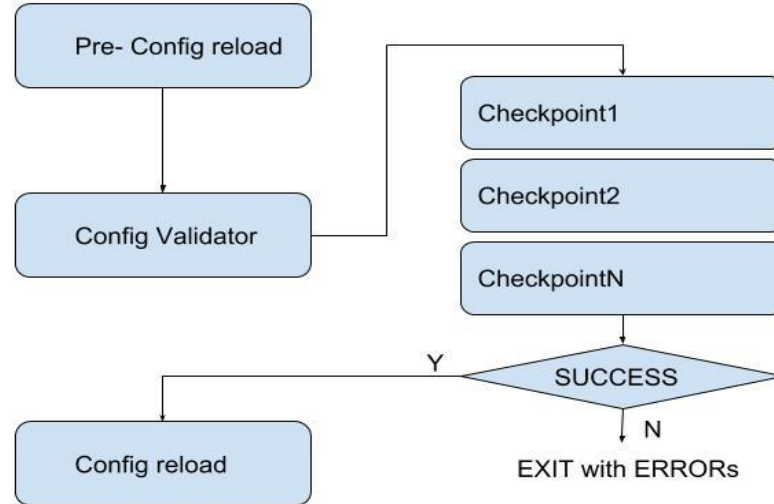 Pre- Config reload
Config Validator
Checkpoint1
Checkpoint2
CheckpointN
SUCCESS
Y
N
Config reload
EXIT with ERRORs